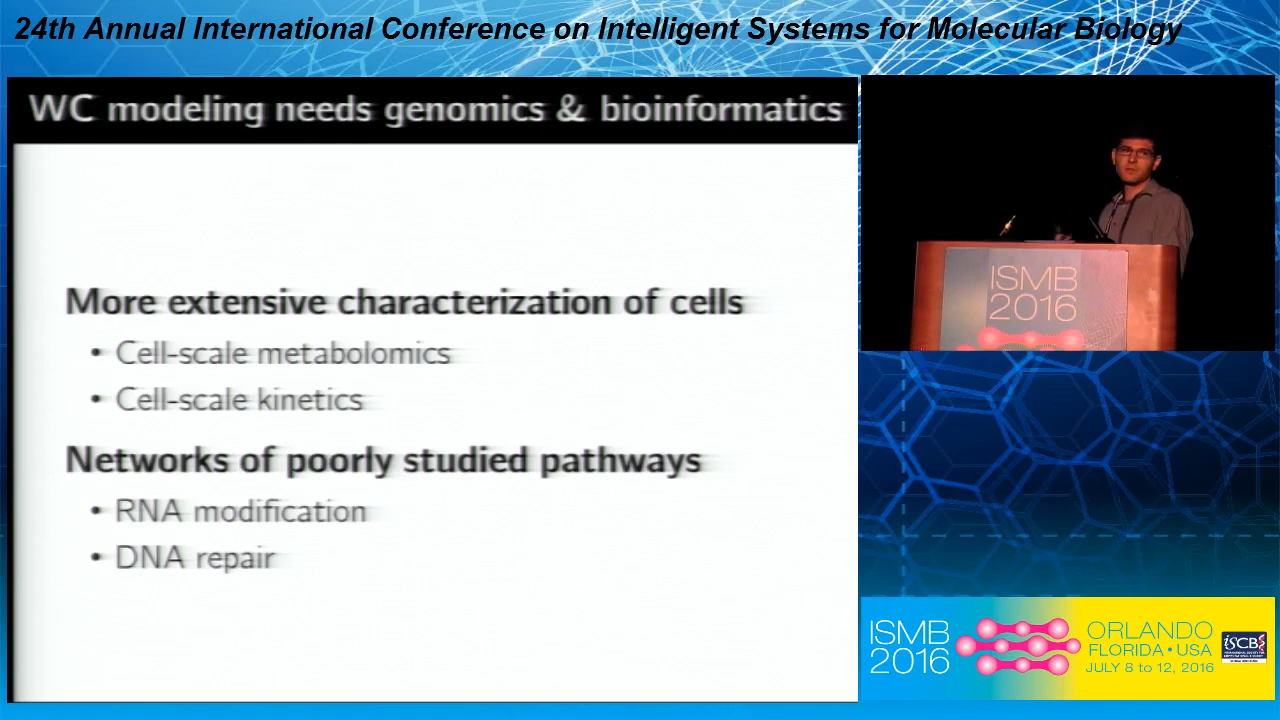 24th Annual International Conference on Intelligent Systems for Molecular Biology
WC modeling needs genomics & bioinformatics
More extensive characterization of cells
• Cell-scale metabolomics
• Cell-scale kinetics
Networks of poorly studied pathways
• RNA modification
• DNA repair
ISMB
2016
ISMB
2016
ORLANDO
FLORIDA • USA
JULY 8 to 12, 2016
ISCB